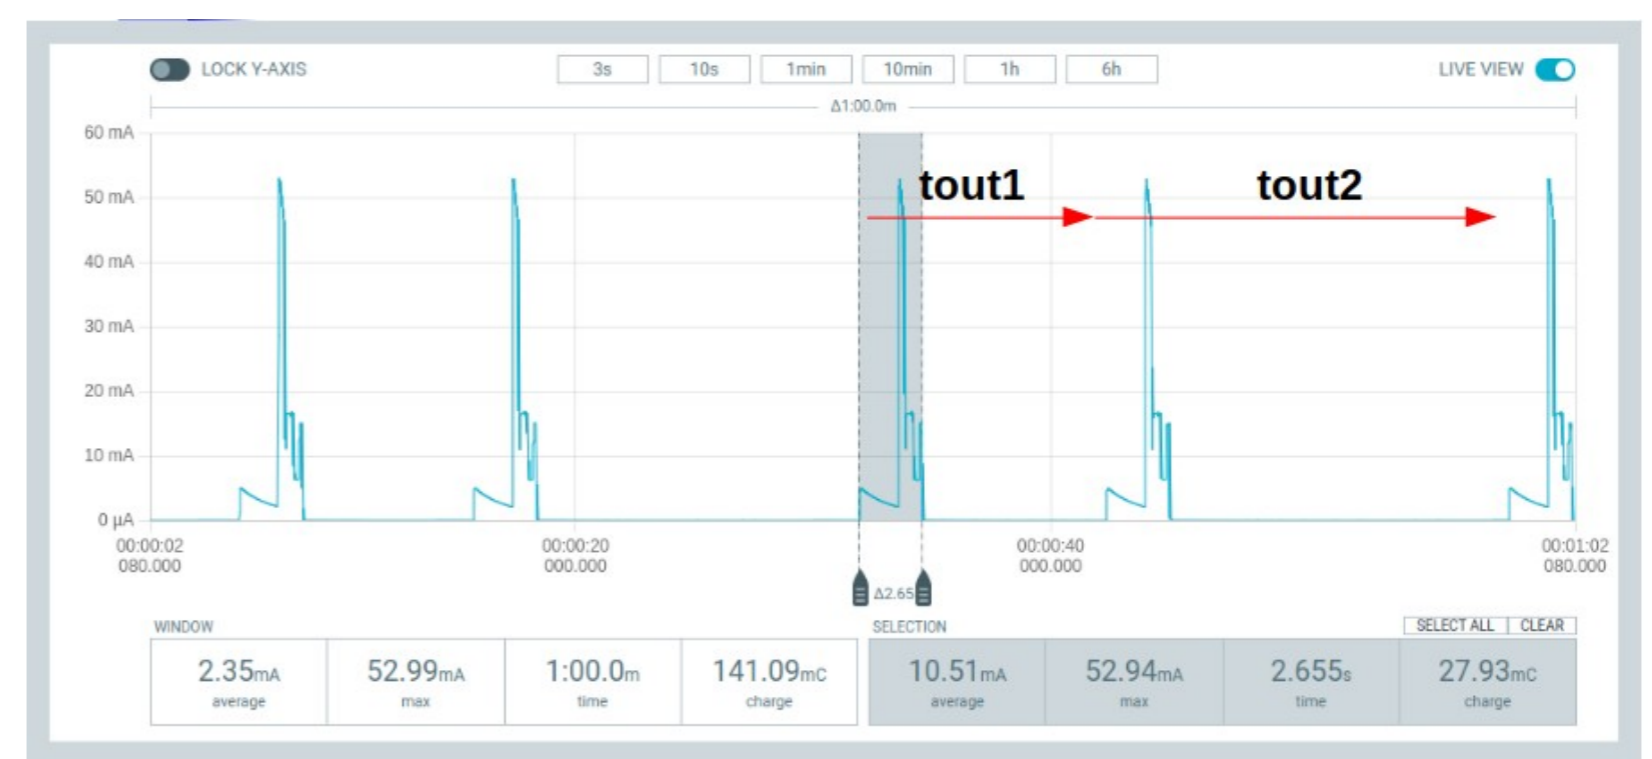 LOCK Y-AXIS 3s 10s 1min 10min 1h 6h LIVE VIEW
Δ1:00.0m
60 mA
tout1 tout2
50 mA
40 mA
30 mA
20 mA
10 mA
0 µA
00:00:02 00:00:20 00:00:40 00:01:02
080.000 000.000 000.000 080.000
Δ2.65
WINDOW SELECTION SELECT ALL CLEAR
2.35mA 52.99mA 1:00.0m 141.09mC 10.51mA 52.94mA 2.655s 27.93mC
average max time charge average max time charge